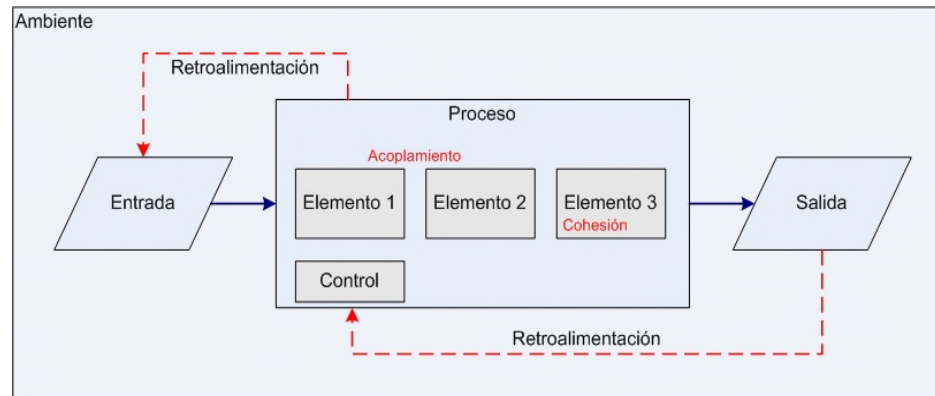 Ambiente
Retroalimentación
Proceso
Acoplamiento
Entrada
Elemento 1
Elemento 2
Elemento 3
Cohesión
Salida
Control
Retroalimentación